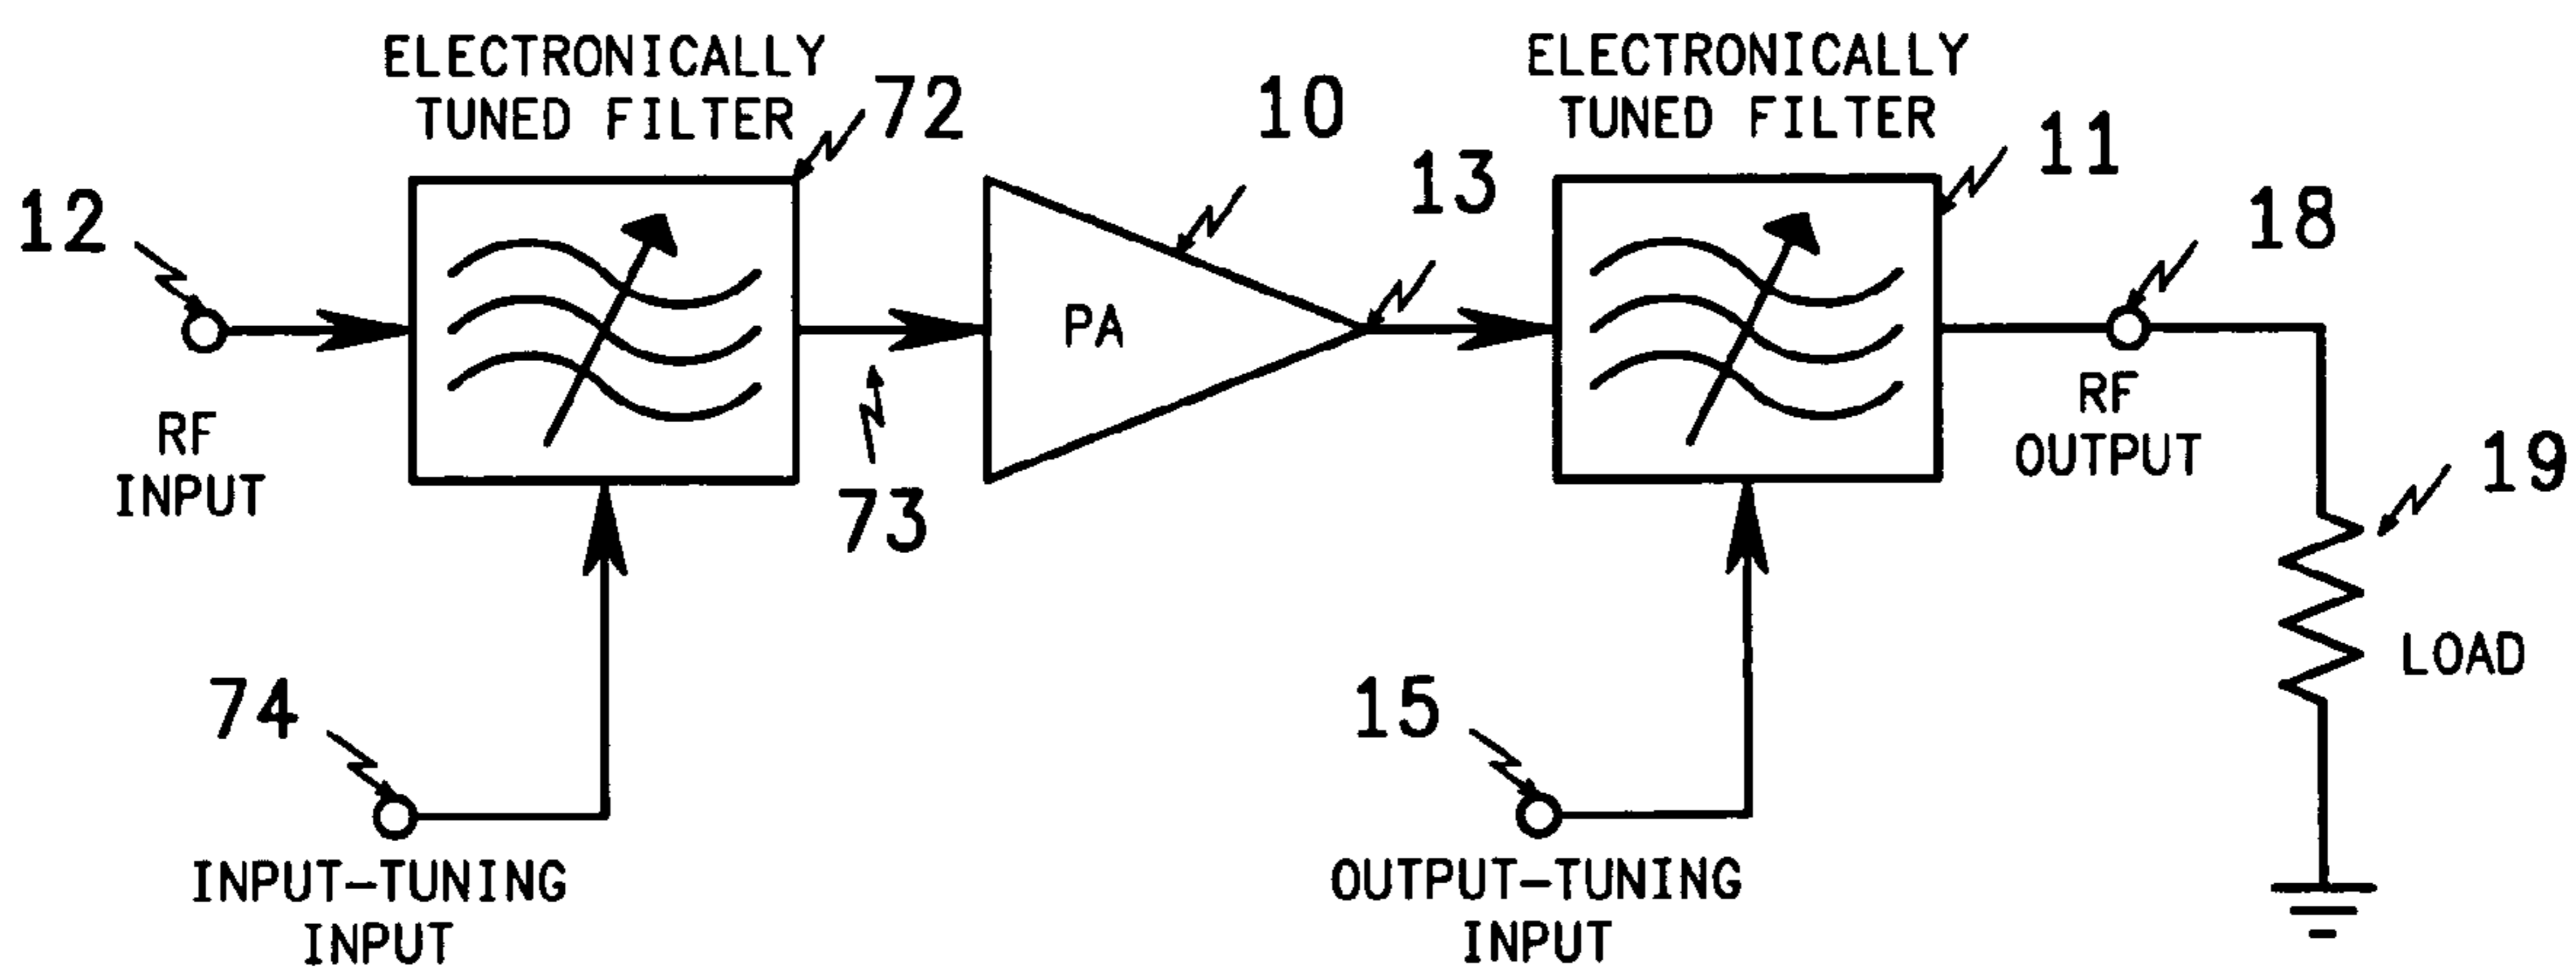 ELECTRONICALLY
TUNED FILTER
72
10
ELECTRONICALLY
TUNED FILTER
11
12
13
18
PA
RF
INPUT
73
RF
OUTPUT
19
74
15
LOAD
INPUT-TUNING
INPUT
OUTPUT-TUNING
INPUT